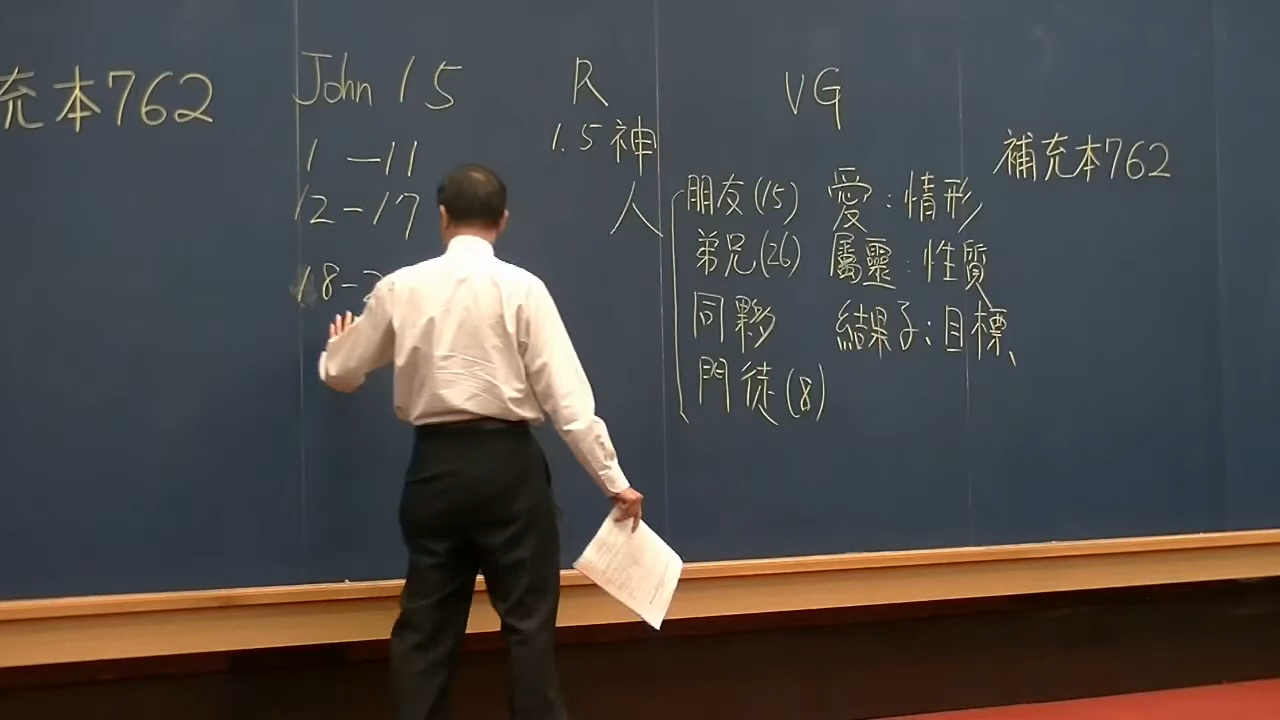 充本762
John 15
1-11
12-17
18-2
R
1.5神
人
VG
朋友(15) 愛:情形
弟兄(26) 屬靈:性質
同夥 結果子:目標
門徒(8)
補充本762